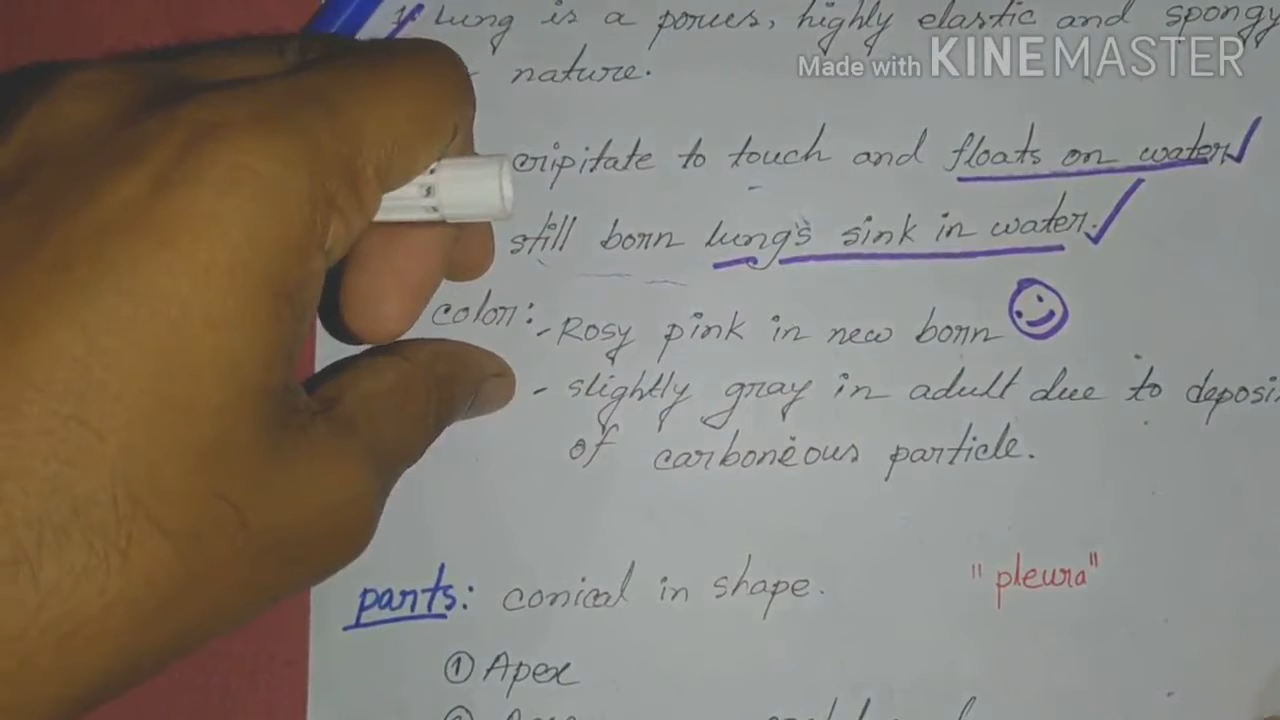 1. Lung is a porus, highly elastic and spongy
Made with KINEMASTER
nature.
cripitate to touch and floats on water
still born lung's sink in water.
color:- Rosy pink in new born
- slightly gray in adult due to
of carboneous particle.
parts: conical in shape. "pleura"
① Apex